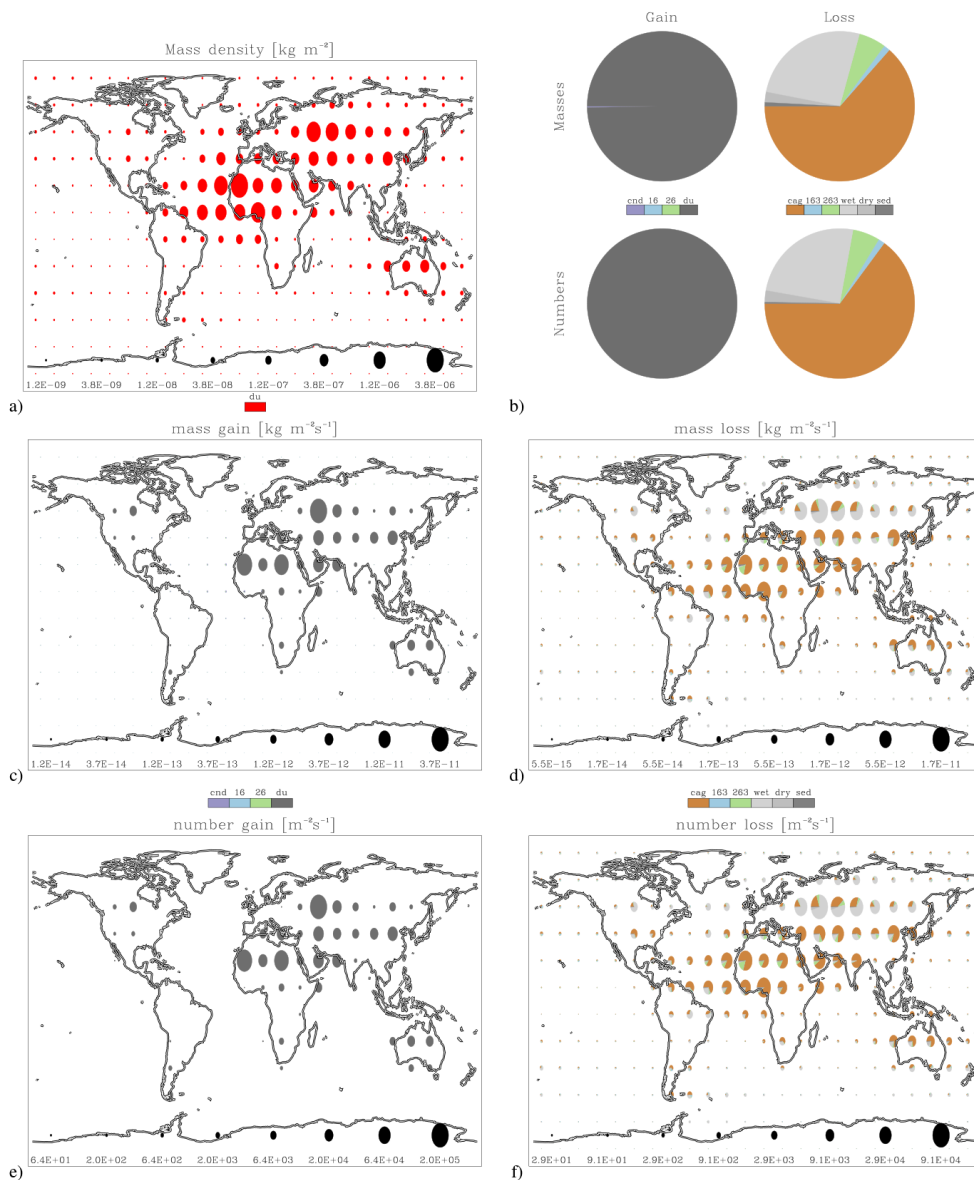 Mass density [kg m⁻²]
1.2E-09 3.8E-09 1.2E-08 3.8E-08 1.2E-07 3.8E-07 1.2E-06 3.8E-06
du
a)
Gain Loss
Masses
cnd 16 26 du
cag 163 263 wet dry sed
Numbers
b)
mass gain [kg m⁻²s⁻¹]
1.2E-14 3.7E-14 1.2E-13 3.7E-13 1.2E-12 3.7E-12 1.2E-11 3.7E-11
c)
mass loss [kg m⁻²s⁻¹]
5.5E-15 1.7E-14 5.5E-14 1.7E-13 5.5E-13 1.7E-12 5.5E-12 1.7E-11
d)
cnd 16 26 du
cag 163 263 wet dry sed
number gain [m⁻²s⁻¹]
6.4E+01 2.0E+02 6.4E+02 2.0E+03 6.4E+03 2.0E+04 6.4E+04 2.0E+05
e)
number loss [m⁻²s⁻¹]
2.9E+01 9.1E+01 2.9E+02 9.1E+02 2.9E+03 9.1E+03 2.9E+04 9.1E+04
f)